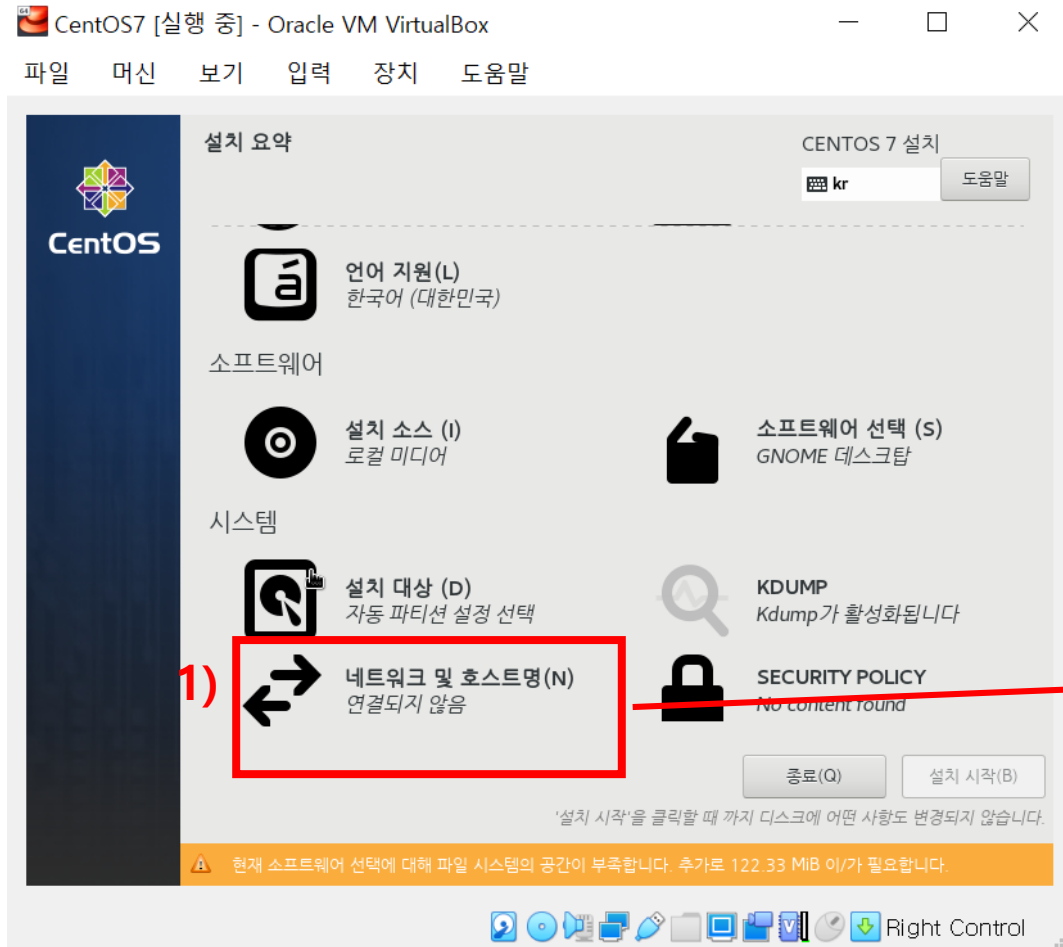 CentOS7 [실행 중] - Oracle VM VirtualBox
파일 머신 보기 입력 장치 도움말
설치 요약
CENTOS 7 설치
kr
도움말
CentOS
언어 지원(L)
한국어 (대한민국)
소프트웨어
설치 소스 (I)
로컬 미디어
소프트웨어 선택 (S)
GNOME 데스크탑
시스템
설치 대상 (D)
자동 파티션 설정 선택
KDUMP
Kdump가 활성화됩니다
1)
네트워크 및 호스트명(N)
연결되지 않음
SECURITY POLICY
No content found
종료(Q)
설치 시작(B)
'설치 시작'을 클릭할 때 까지 디스크에 어떤 사항도 변경되지 않습니다.
현재 소프트웨어 선택에 대해 파일 시스템의 공간이 부족합니다. 추가로 122.33 MiB 이/가 필요합니다.
Right Control